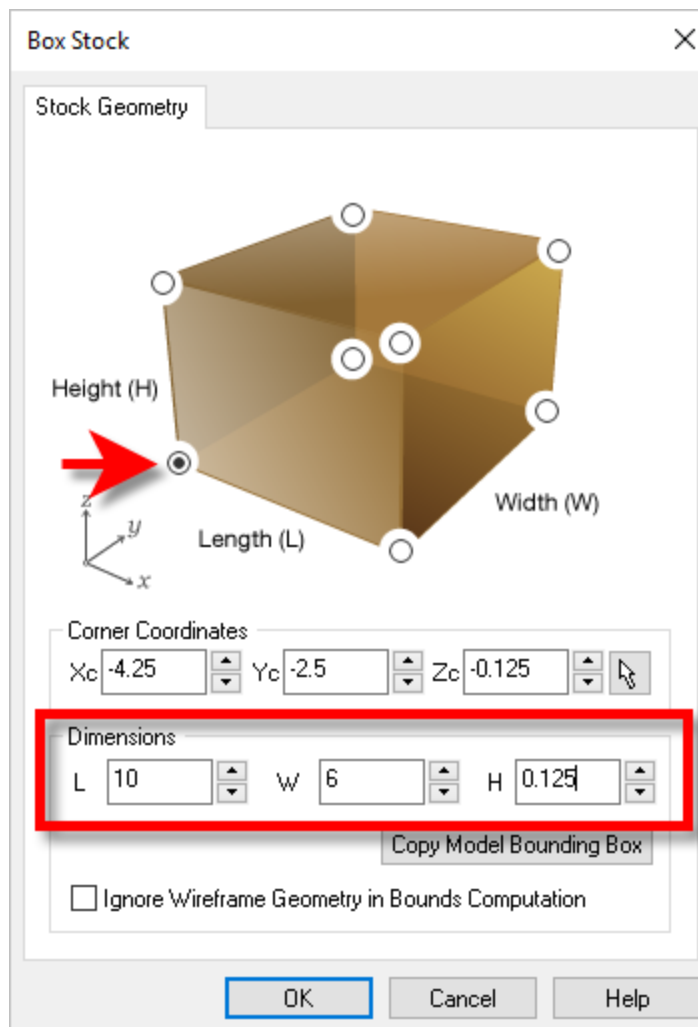 Box Stock
Stock Geometry
Height (H)
z
y
x
Length (L)
Width (W)
Corner Coordinates
Xc -4.25 Yc -2.5 Zc -0.125
Dimensions
L 10 W 6 H 0.125
Copy Model Bounding Box
Ignore Wireframe Geometry in Bounds Computation
OK Cancel Help